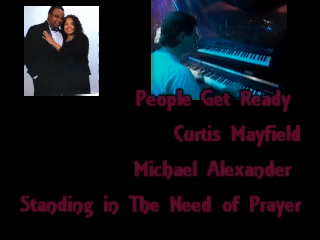 People Get Ready
Curtis Mayfield
Michael Alexander
Standing in The Need of Prayer